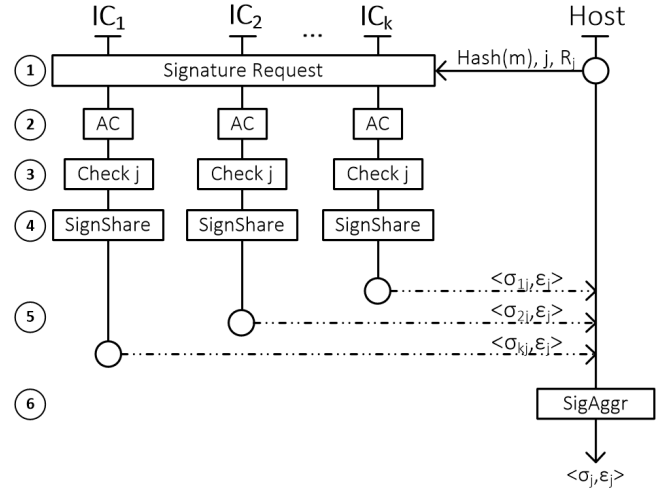 IC₁ IC₂ ... ICₖ Host
1 Signature Request Hash(m), j, Rⱼ
2 AC AC AC
3 Check j Check j Check j
4 SignShare SignShare SignShare
<σ₁ⱼ,εⱼ>
5 <σ₂ⱼ,εⱼ>
<σₖⱼ,εⱼ>
6 SigAggr
<σⱼ,εⱼ>